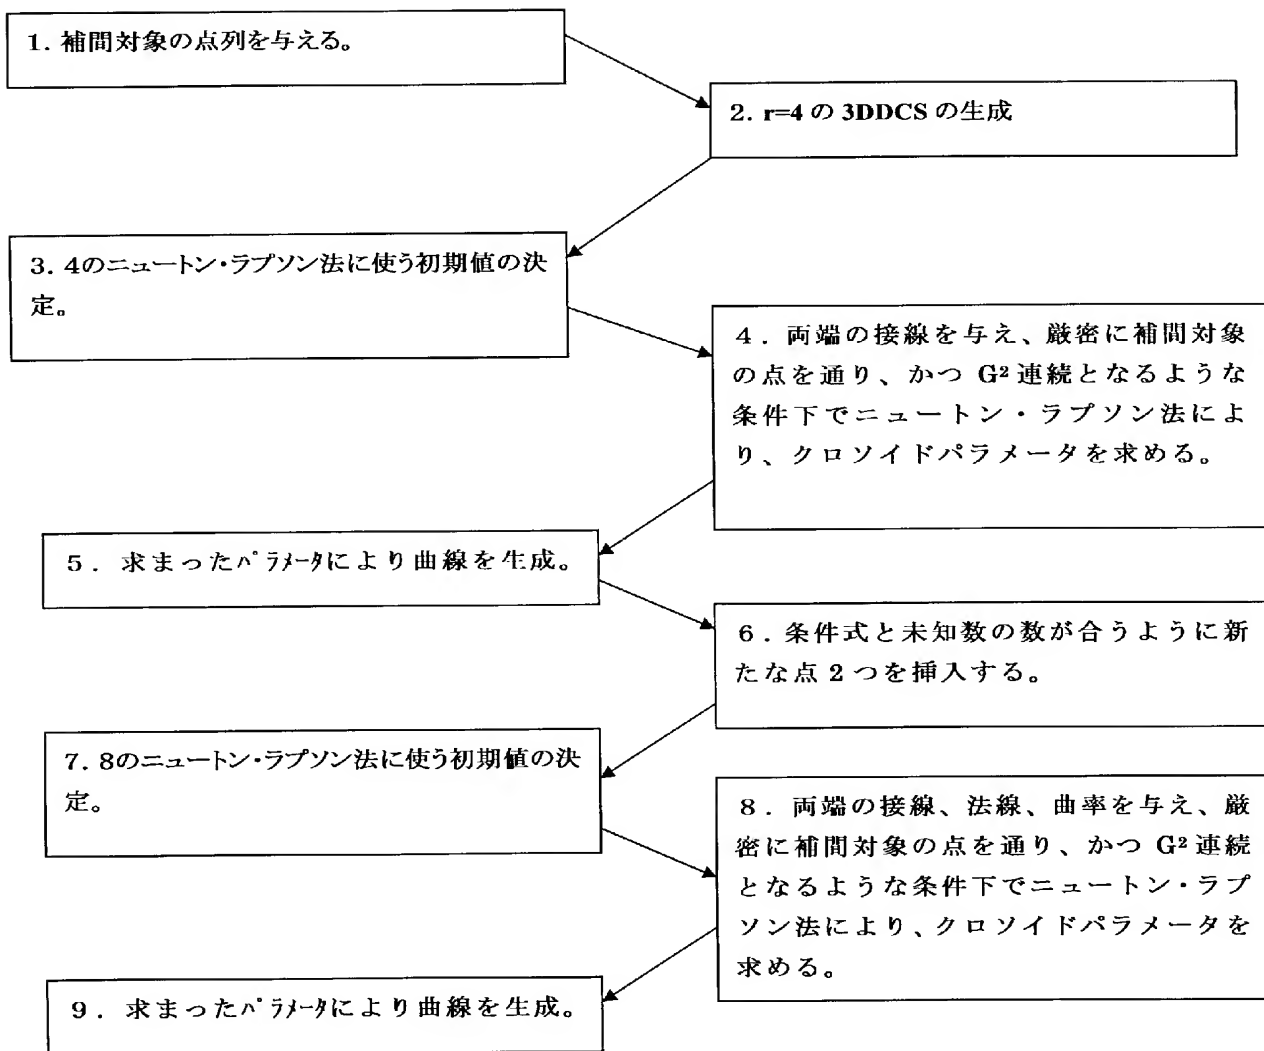 1. 補間対象の点列を与える。
2. r=4 の 3DDCS の生成
3. 4のニュートン・ラプソン法に使う初期値の決
定。
4. 両端の接線を与え、厳密に補間対象
の点を通り、かつ G² 連続となるような
条件下でニュートン・ラプソン法によ
り、クロソイドパラメータを求める。
5. 求まったパラメータにより曲線を生成。
6. 条件式と未知数の数が合うように新
たな点 2 つを挿入する。
7. 8のニュートン・ラプソン法に使う初期値の決
定。
8. 両端の接線、法線、曲率を与え、厳
密に補間対象の点を通り、かつ G² 連続
となるような条件下でニュートン・ラプ
ソン法により、クロソイドパラメータを
求める。
9. 求まったパラメータにより曲線を生成。